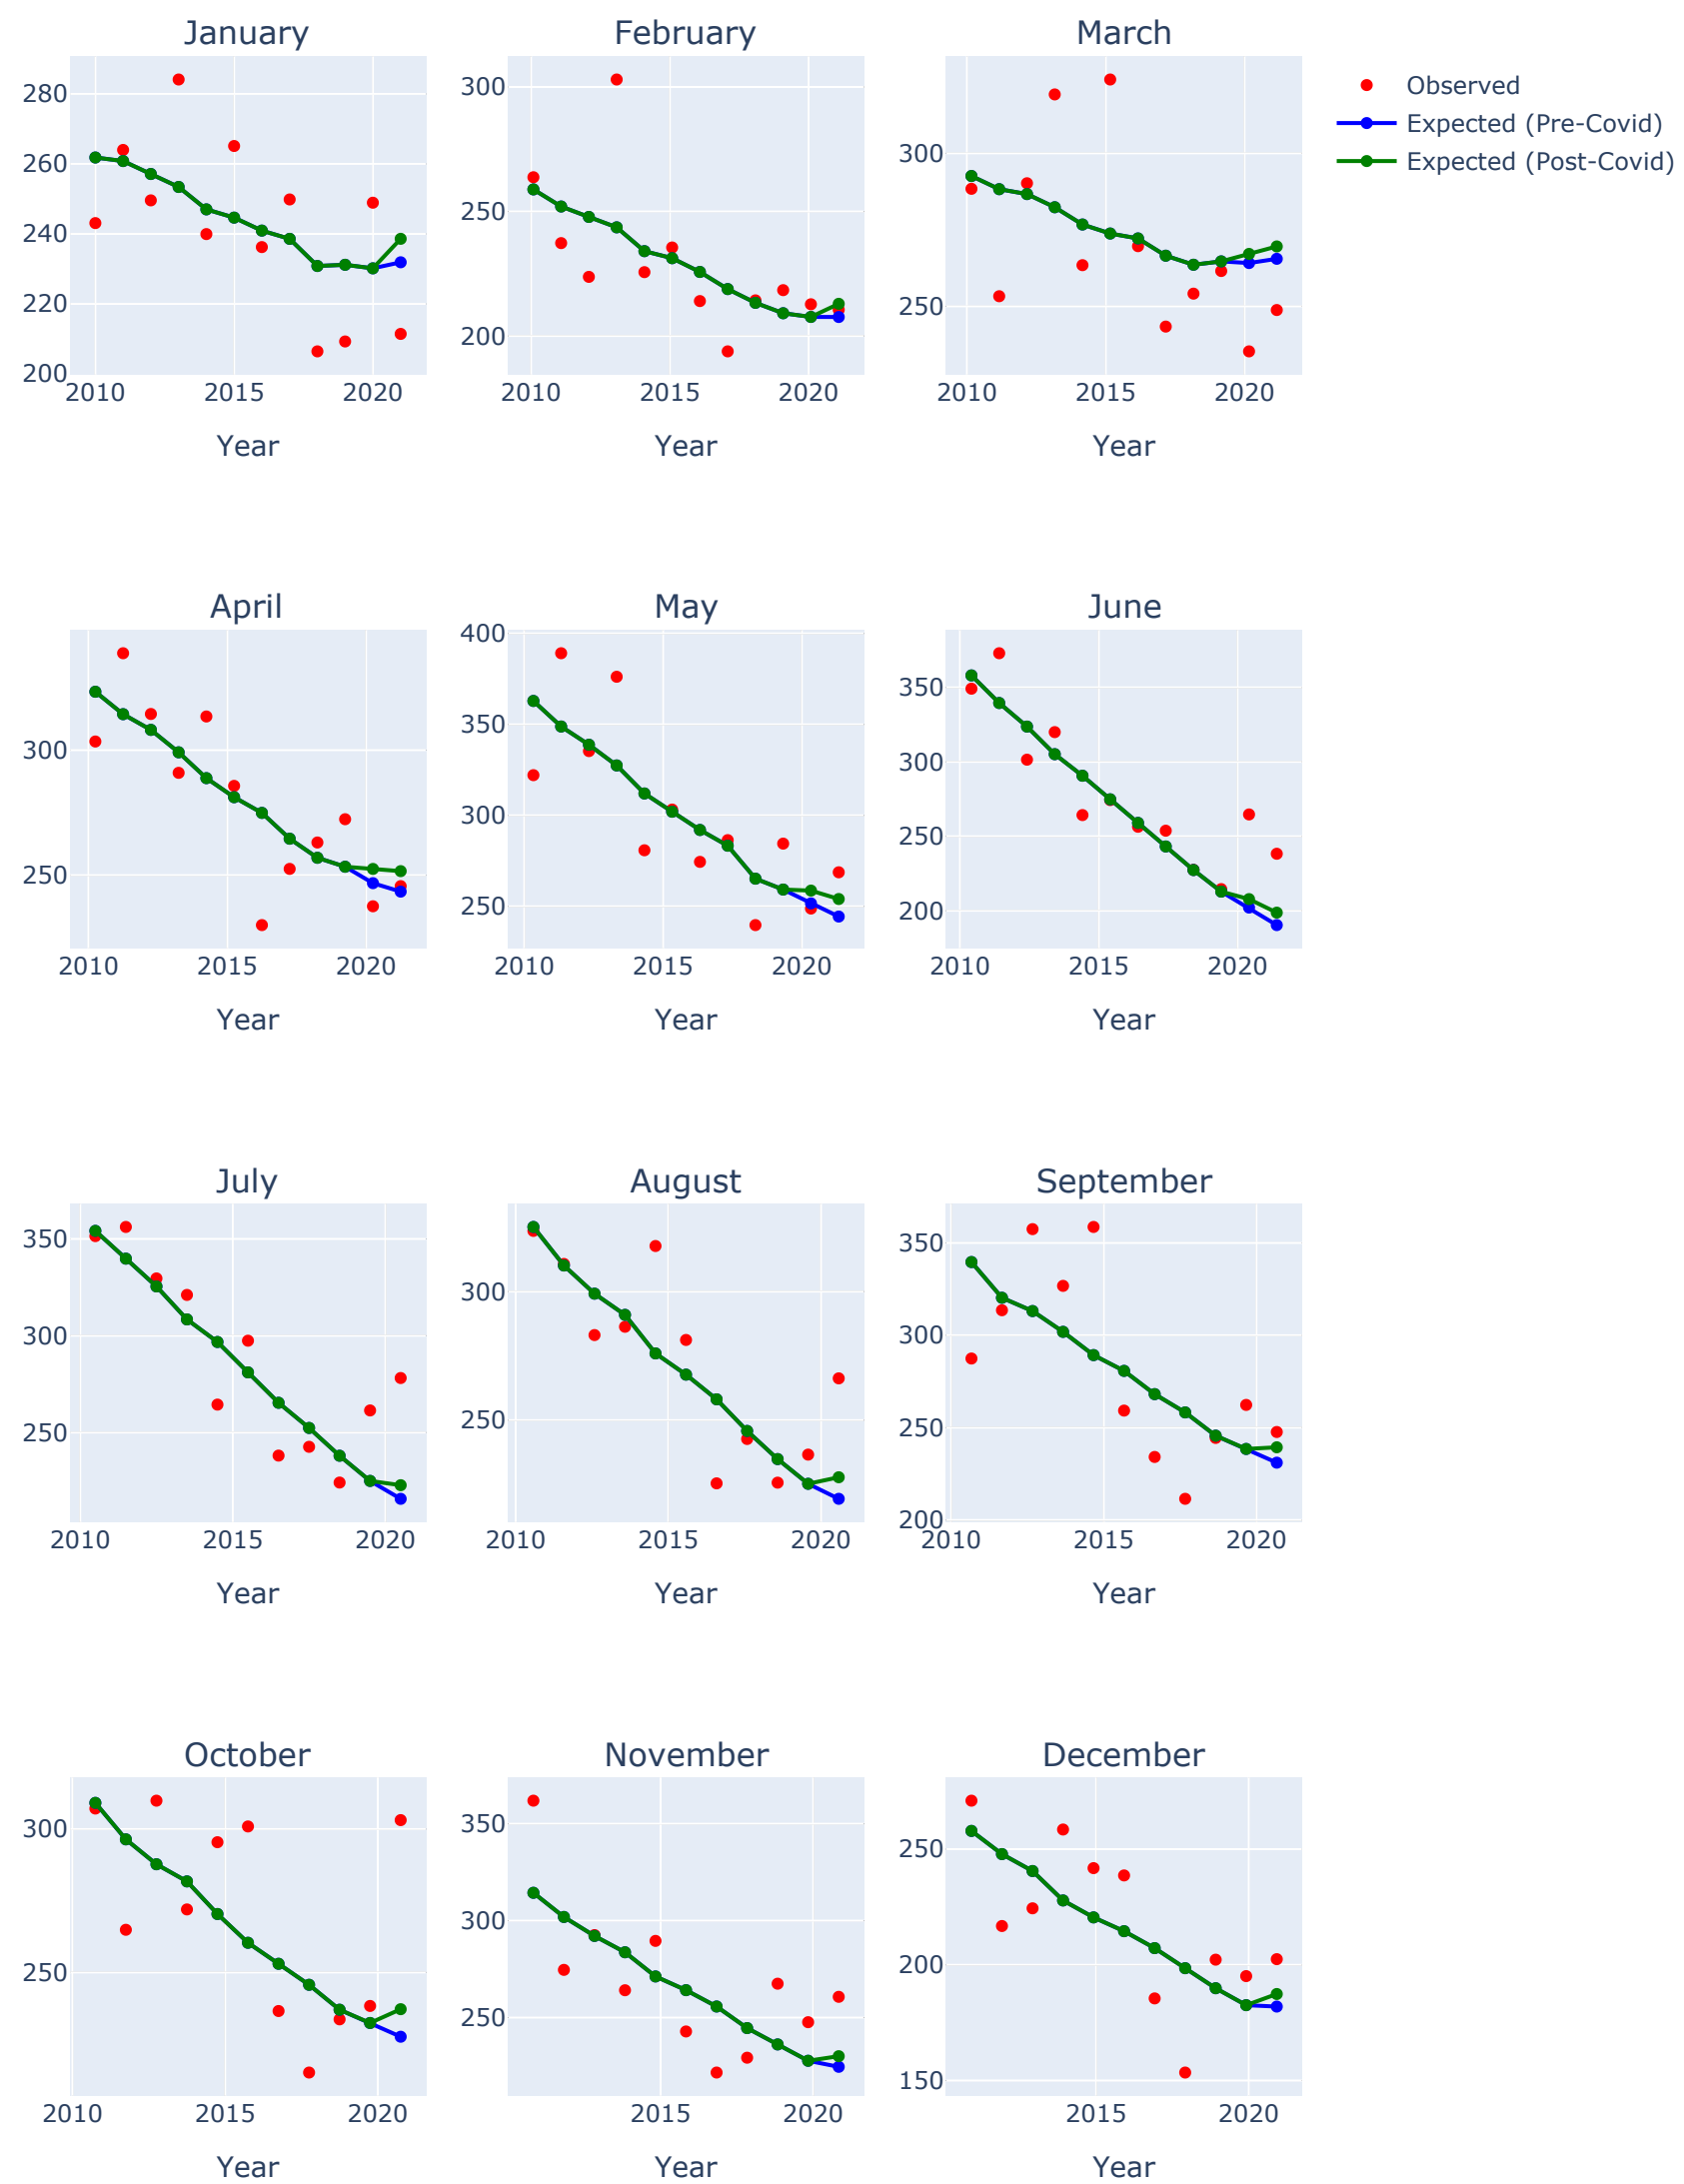 January February March
280
260
240
220
200
2010 2015 2020
Year
300
250
200
2010 2015 2020
Year
300
250
2010 2015 2020
Year
Observed
Expected (Pre-Covid)
Expected (Post-Covid)
April May June
300
250
2010 2015 2020
Year
400
350
300
250
2010 2015 2020
Year
350
300
250
200
2010 2015 2020
Year
July August September
350
300
250
2010 2015 2020
Year
300
250
2010 2015 2020
Year
350
300
250
200
2010 2015 2020
Year
October November December
300
250
2010 2015 2020
Year
350
300
250
2015 2020
Year
250
200
150
2015 2020
Year